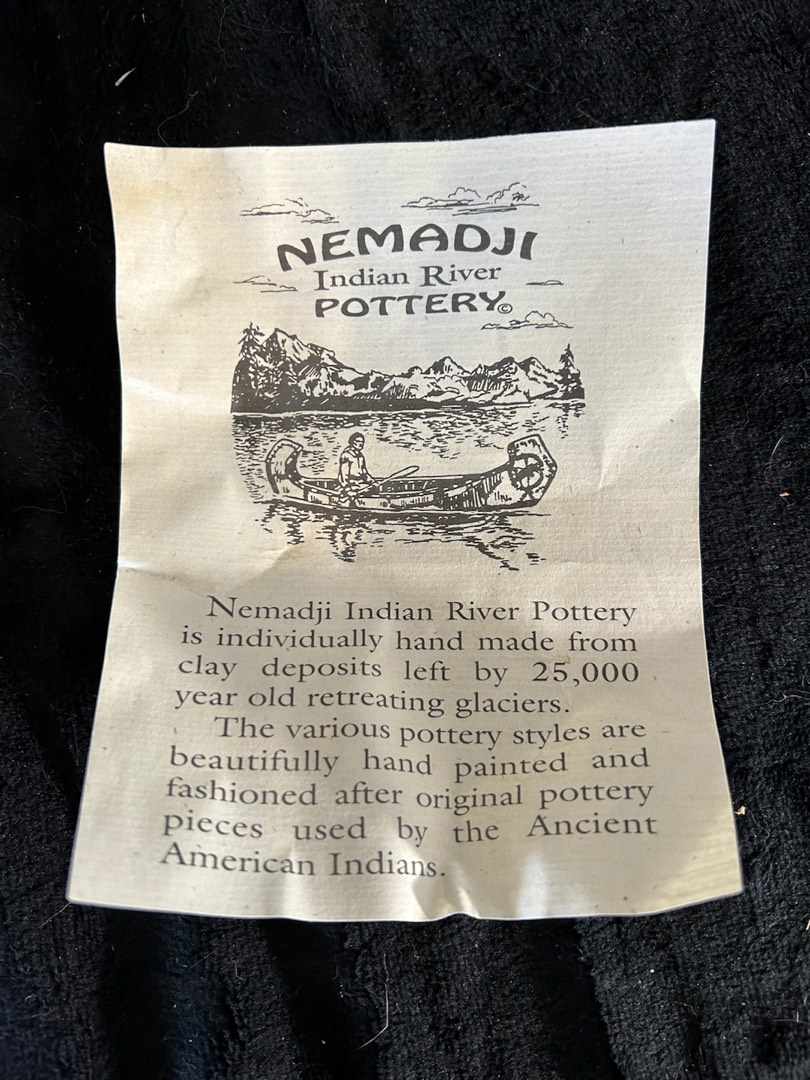 NEMADJI
Indian River
POTTERY©
Nemadji Indian River Pottery
is individually hand made from
clay deposits left by 25,000
year old retreating glaciers.
The various pottery styles are
beautifully hand painted and
fashioned after original pottery
pieces used by the Ancient
American Indians.